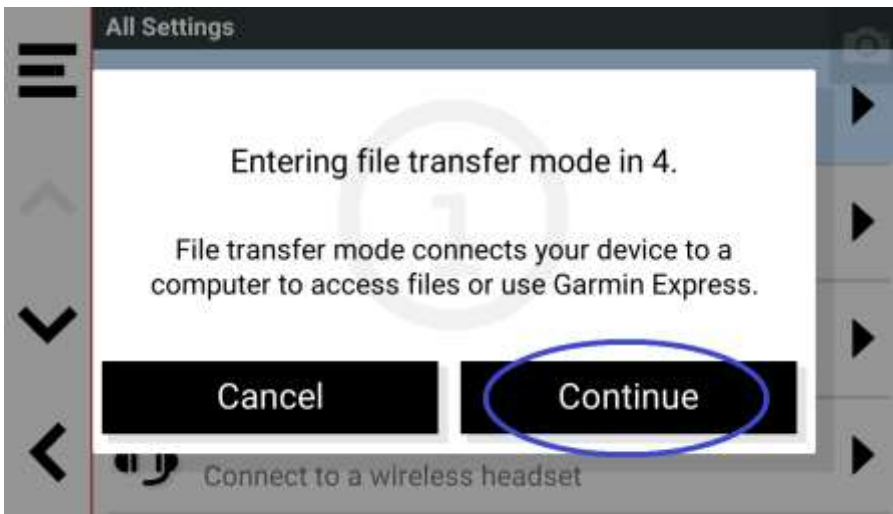 All Settings
Entering file transfer mode in 4.
File transfer mode connects your device to a
computer to access files or use Garmin Express.
Cancel
Continue
Connect to a wireless headset